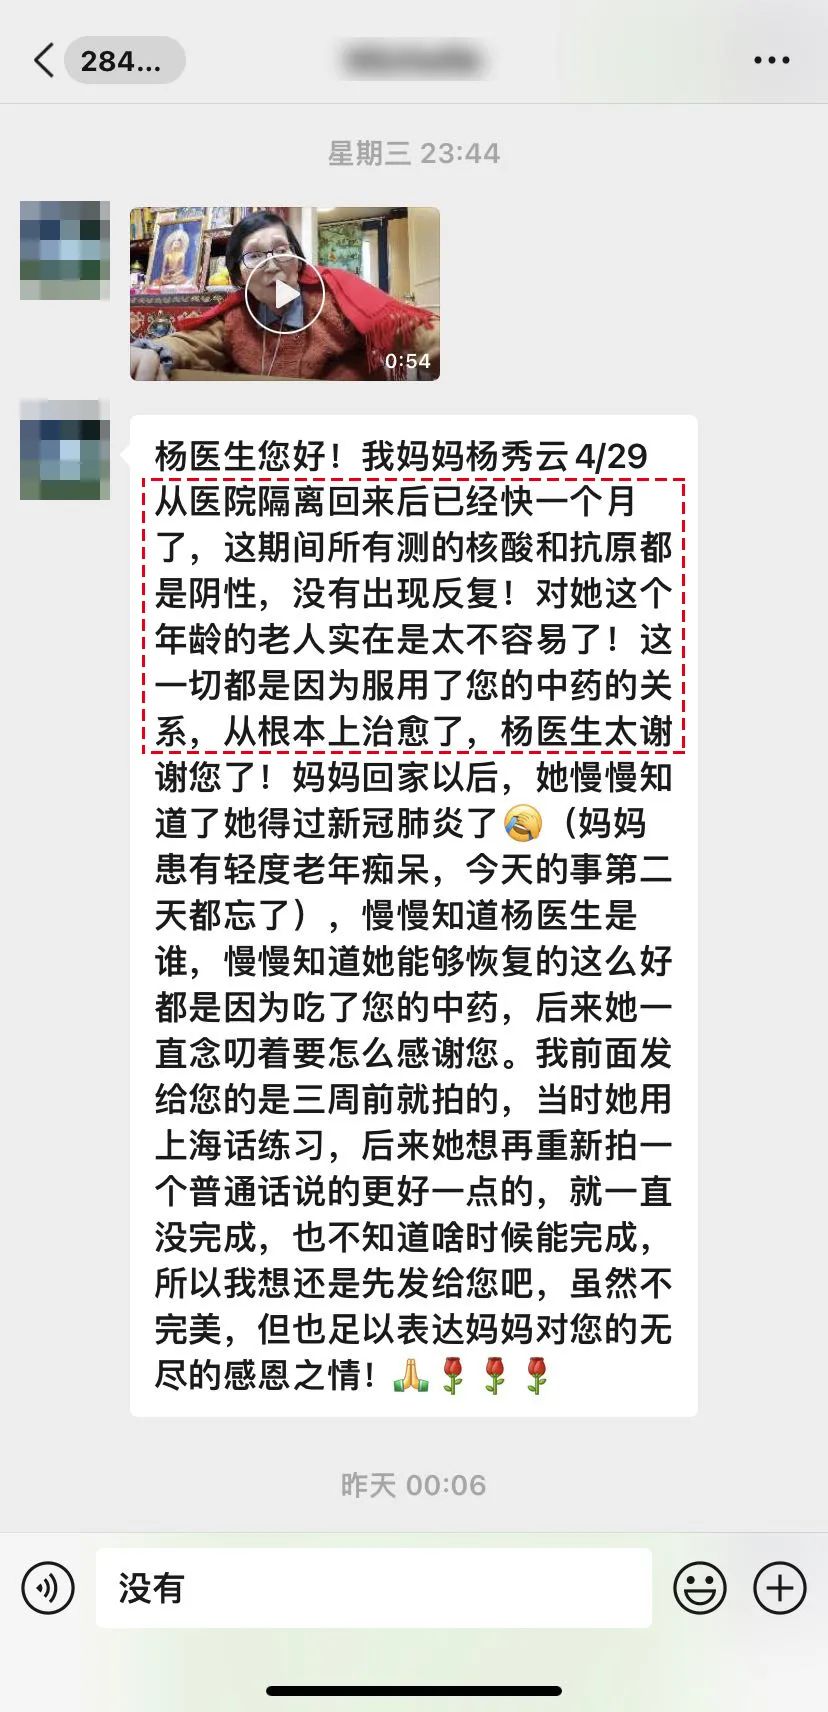 284...
星期三 23:44
0:54
杨医生您好！我妈妈杨秀云4/29
从医院隔离回来后已经快一个月
了，这期间所有测的核酸和抗原都
是阴性，没有出现反复！对她这个
年龄的老人实在是太不容易了！这
一切都是因为服用了您的中药的关
系，从根本上治愈了，杨医生太谢
谢您了！妈妈回家以后，她慢慢知
道了她得过新冠肺炎了🤦（妈妈
患有轻度老年痴呆，今天的事第二
天都忘了），慢慢知道杨医生是
谁，慢慢知道她能够恢复的这么好
都是因为吃了您的中药，后来她一
直念叨着要怎么感谢您。我前面发
给您的是三周前就拍的，当时她用
上海话练习，后来她想再重新拍一
个普通话说的更好一点的，就一直
没完成，也不知道啥时候能完成，
所以我想还是先发给您吧，虽然不
完美，但也足以表达妈妈对您的无
尽的感恩之情！🙏🌹🌹🌹
昨天 00:06
没有